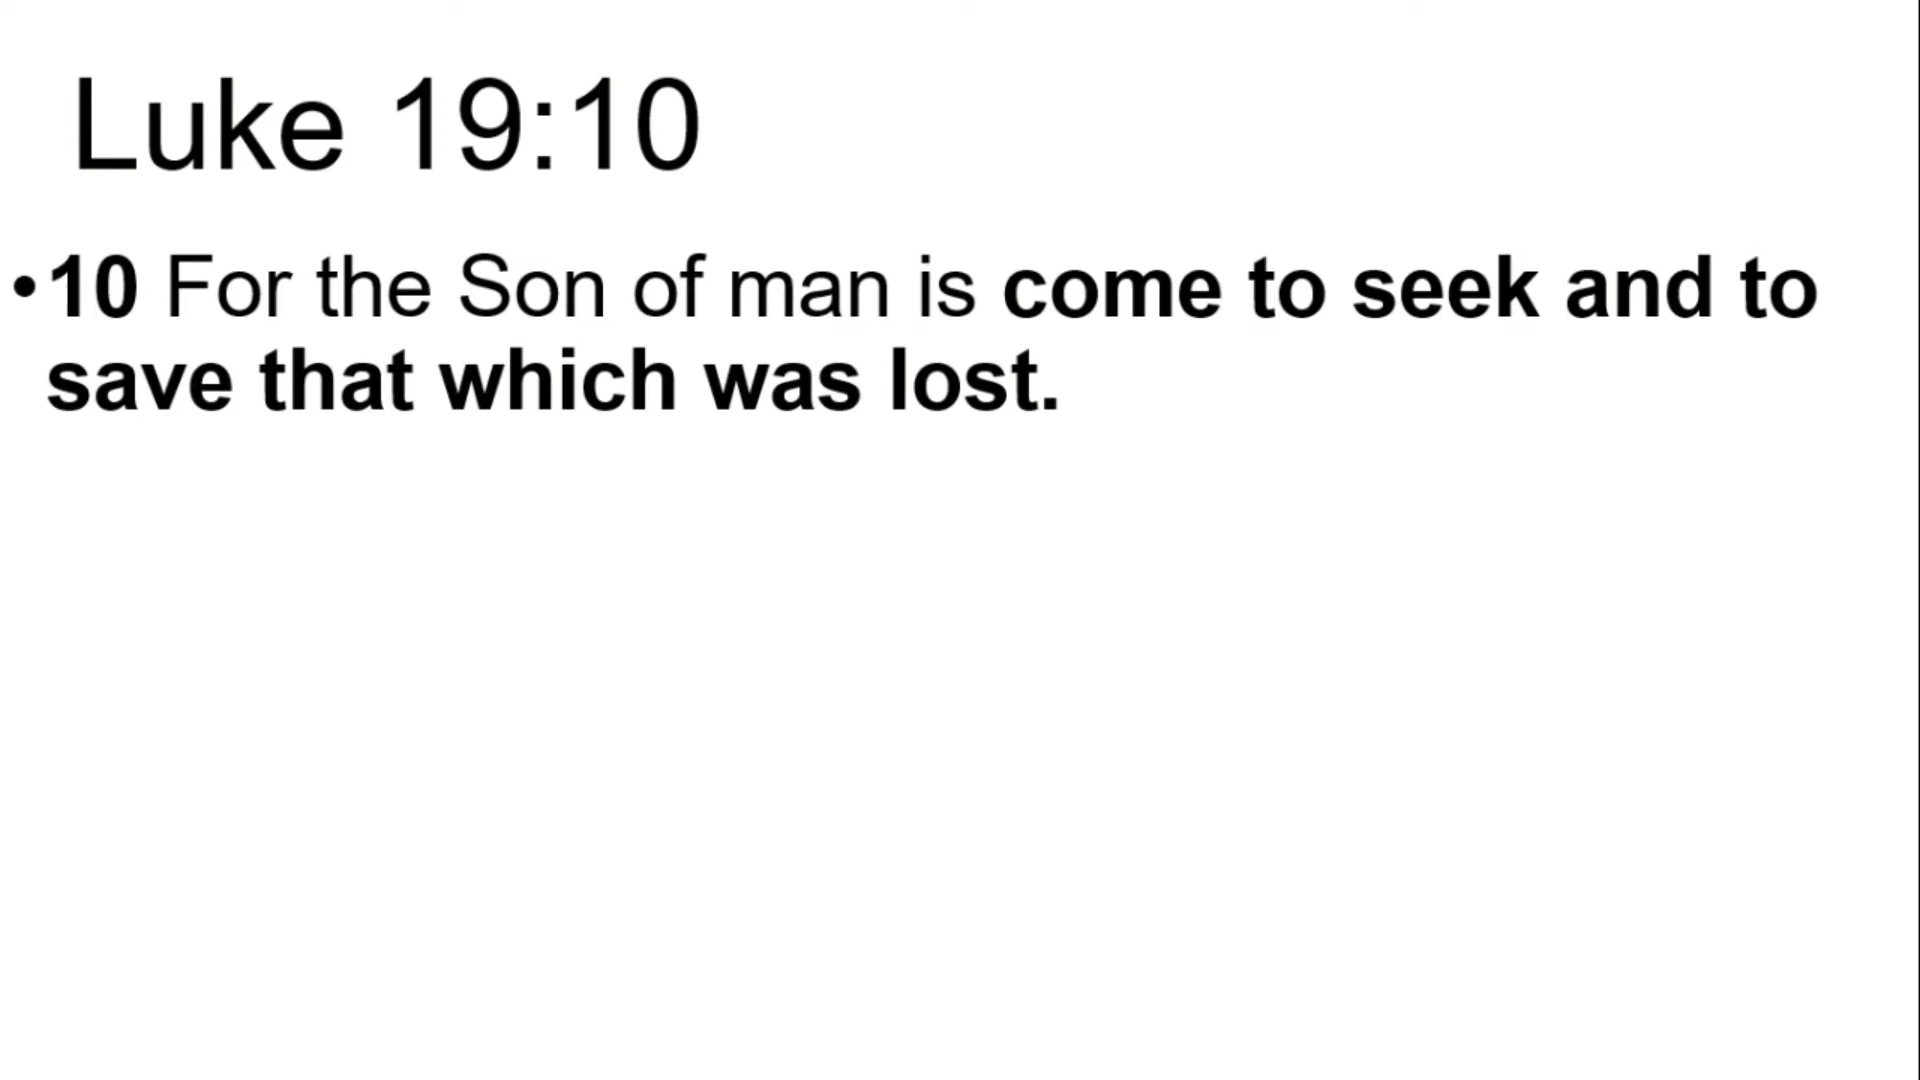 Luke 19:10
•10 For the Son of man is come to seek and to
save that which was lost.